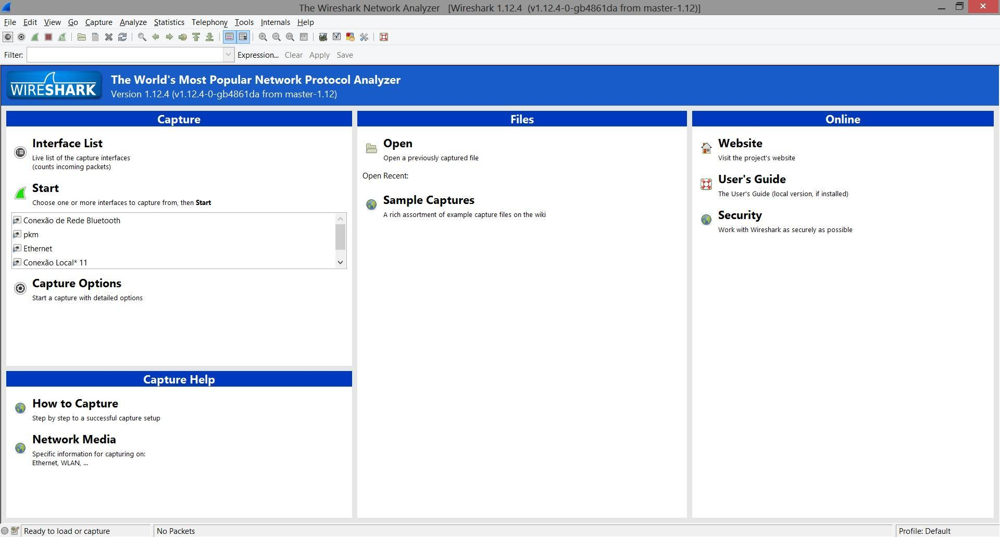 The Wireshark Network Analyzer [Wireshark 1.12.4 (v1.12.4-0-gb4861da from master-1.12)]
File Edit View Go Capture Analyze Statistics Telephony Tools Internals Help
Filter: Expression... Clear Apply Save
WIRESHARK
The World's Most Popular Network Protocol Analyzer
Version 1.12.4 (v1.12.4-0-gb4861da from master-1.12)
Capture
Interface List
Live list of the capture interfaces
(counts incoming packets)
Start
Choose one or more interfaces to capture from, then Start
Conexão de Rede Bluetooth
pkm
Ethernet
Conexão Local* 11
Capture Options
Start a capture with detailed options
Capture Help
How to Capture
Step by step to a successful capture setup
Network Media
Specific information for capturing on:
Ethernet, WLAN, ...
Files
Open
Open a previously captured file
Open Recent:
Sample Captures
A rich assortment of example capture files on the wiki
Online
Website
Visit the project's website
User's Guide
The User's Guide (local version, if installed)
Security
Work with Wireshark as securely as possible
Ready to load or capture
No Packets
Profile: Default